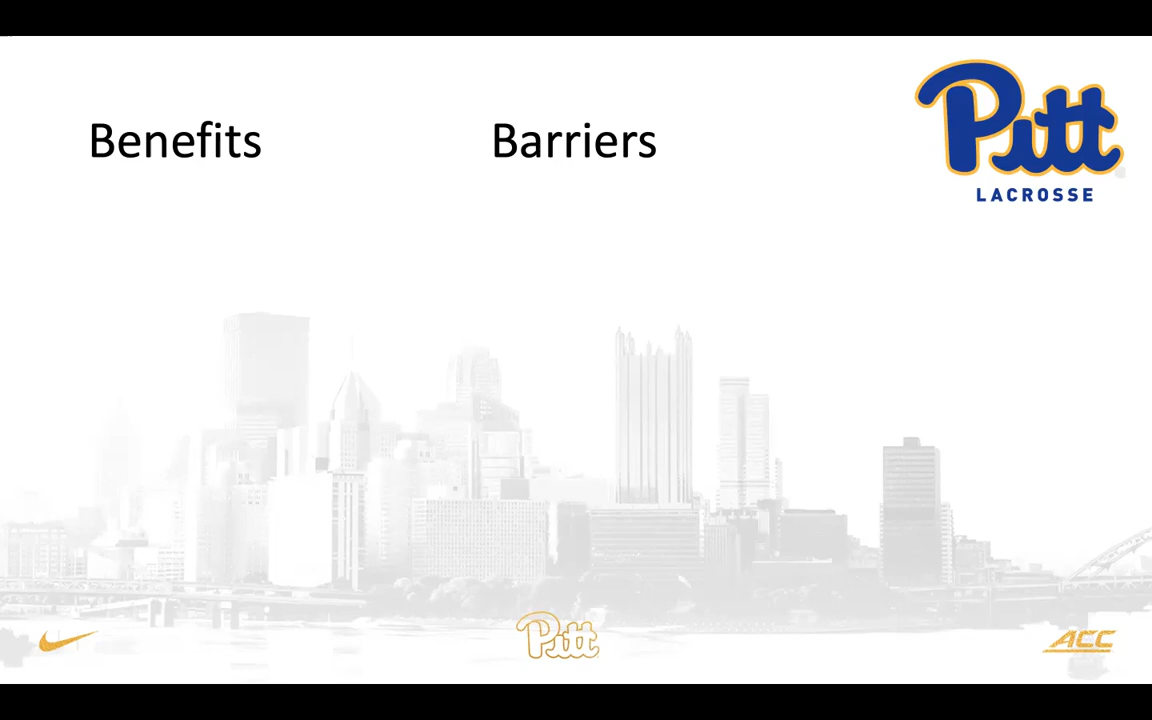 Benefits
Barriers
Pitt
LACROSSE
Pitt
ACC